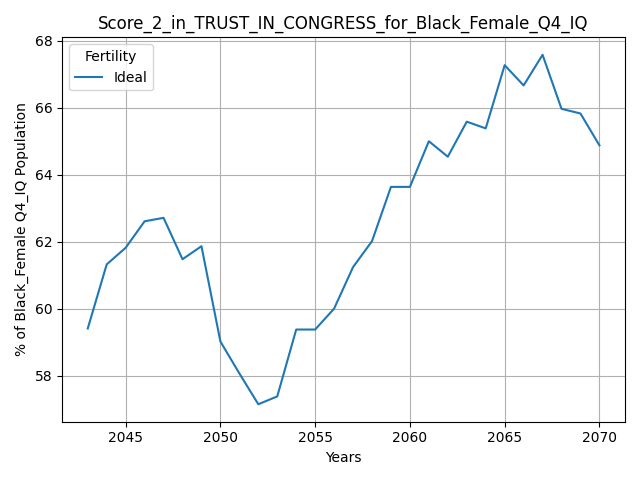 Score_2_in_TRUST_IN_CONGRESS_for_Black_Female_Q4_IQ
Fertility
Ideal
% of Black_Female Q4_IQ Population
68
66
64
62
60
58
2045
2050
2055
2060
2065
2070
Years